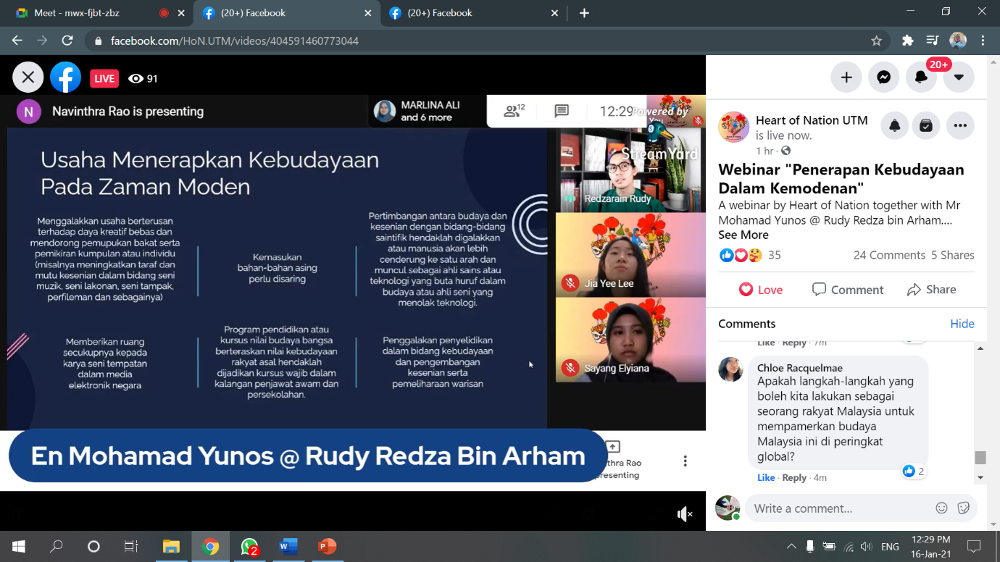 Meet - mwx-fjbt-zbz
(20+) Facebook
(20+) Facebook
facebook.com/HoN.UTM/videos/404591460773044
LIVE
91
N
Navinthra Rao is presenting
MARLINA ALI
and 6 more
12
12:29
Powered by
You
StreamYard
Usaha Menerapkan Kebudayaan
Pada Zaman Moden
Menggalakkan usaha berterusan
terhadap daya kreatif bebas dan
mendorong pemupukan bakat serta
pemikiran kumpulan atau individu
(misalnya meningkatkan taraf dan
mutu kesenian dalam bidang seni
muzik, seni lakonan, seni tampak,
perfileman dan sebagainya)
Kemasukan
bahan-bahan asing
perlu disaring
Pertimbangan antara budaya dan
kesenian dengan bidang-bidang
saintifik hendaklah digalakkan
atau manusia akan lebih
cenderung ke satu arah dan
muncul sebagai ahli sains atau
teknologi yang buta huruf dalam
budaya atau ahli seni yang
menolak teknologi.
Memberikan ruang
secukupnya kepada
karya seni tempatan
dalam media
elektronik negara
Program pendidikan atau
kursus nilai budaya bangsa
berteraskan nilai kebudayaan
rakyat asal hendaklah
dijadikan kursus wajib dalam
kalangan penjawat awam dan
persekolahan.
Penggalakan penyelidikan
dalam bidang kebudayaan
dan pengembangan
kesenian serta
pemeliharaan warisan
Redzarain Rudy
Jia Yee Lee
Sayang Elyiana
En Mohamad Yunos @ Rudy Redza Bin Arham
thra Rao
presenting
20+
Heart of Nation UTM
is live now.
1 hr ·
Webinar "Penerapan Kebudayaan
Dalam Kemodenan"
A webinar by Heart of Nation together with Mr
Mohamad Yunos @ Rudy Redza bin Arham....
See More
35
24 Comments 5 Shares
Love
Comment
Share
Comments
Hide
Like · Reply · 7m
Chloe Racquelmae
Apakah langkah-langkah yang
boleh kita lakukan sebagai
seorang rakyat Malaysia untuk
mempamerkan budaya
Malaysia ini di peringkat
global?
2
Like · Reply · 4m
Write a comment...
2
W
P
ENG
12:29 PM
16-Jan-21